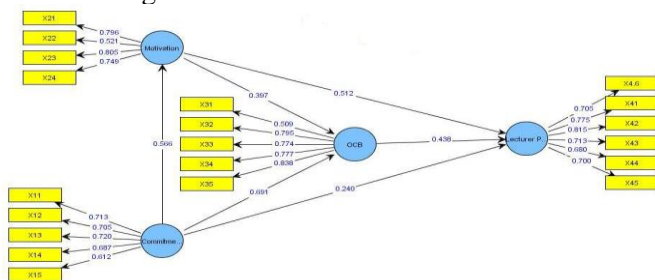 X21
X22
X23
X24
0.796
0.521
0.805
0.749
Motivation
0.397
0.512
0.566
X31
X32
X33
X34
X35
0.509
0.795
0.774
0.777
0.838
OCB
0.438
0.691
0.240
X11
X12
X13
X14
X15
0.713
0.705
0.720
0.687
0.612
Commitme...
Lecturer P...
0.705
0.775
0.815
0.713
0.680
0.700
X4.6
X41
X42
X43
X44
X45